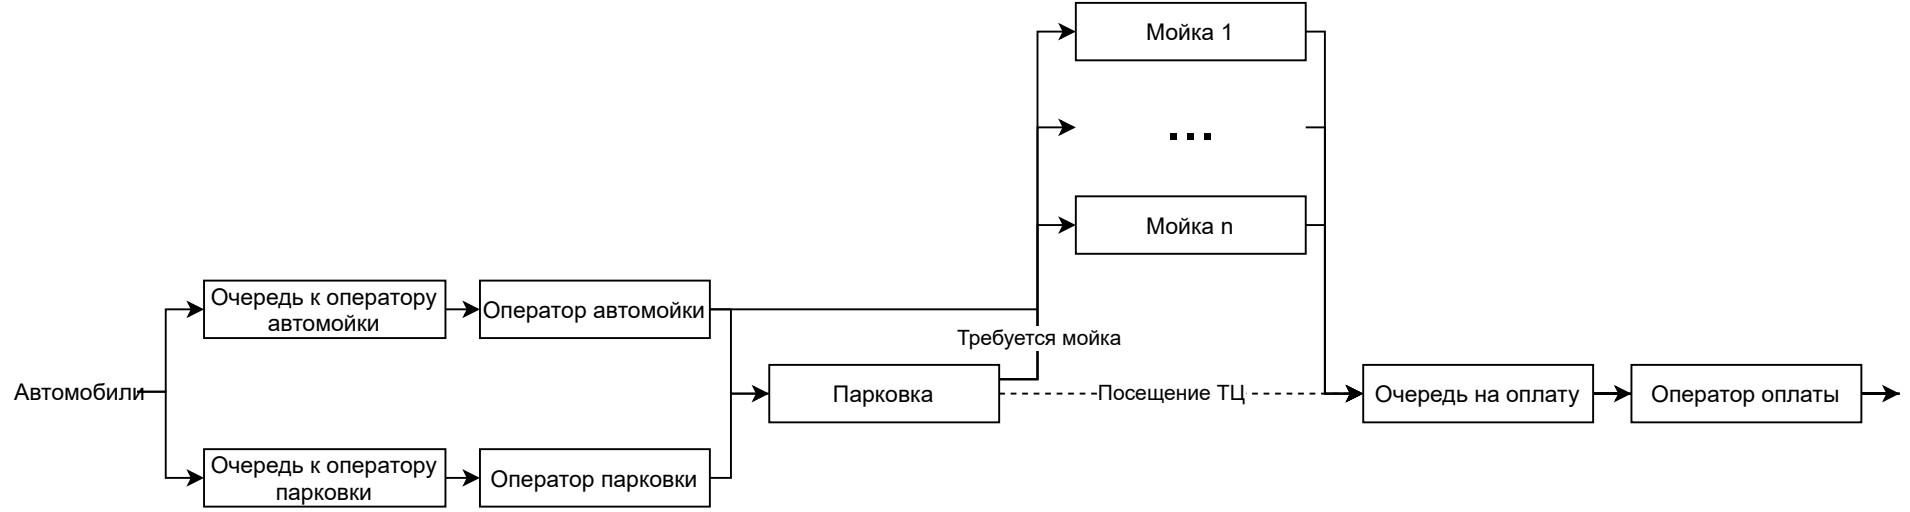 Мойка 1
...
Мойка n
Очередь к оператору
автомойки
Оператор автомойки
Требуется мойка
Автомобили
Парковка
Посещение ТЦ
Очередь на оплату
Оператор оплаты
Очередь к оператору
парковки
Оператор парковки